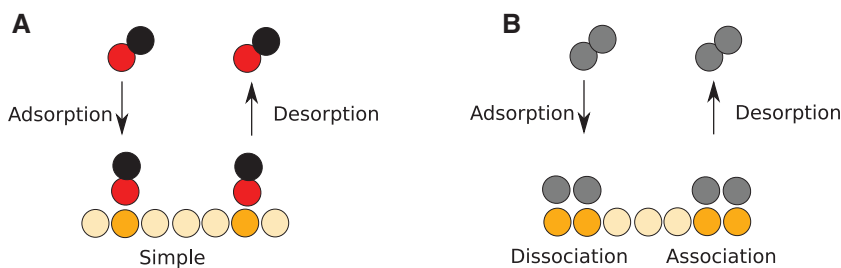 A
Adsorption
Desorption
Simple
B
Adsorption
Desorption
Dissociation
Association